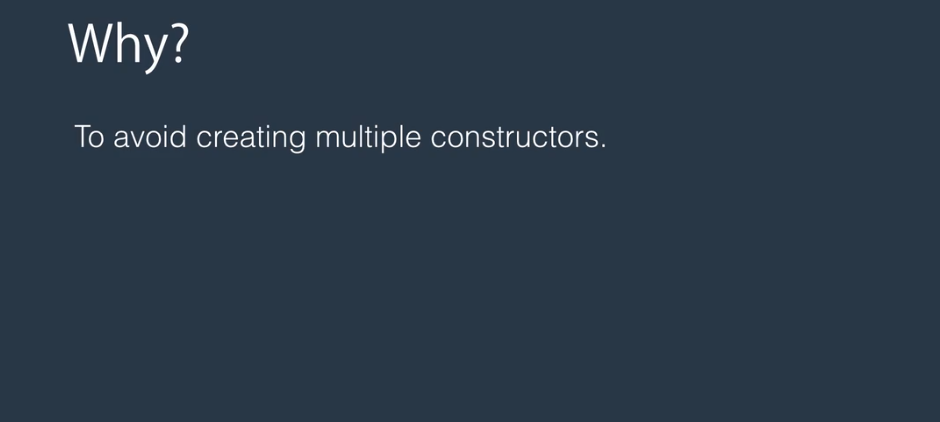 Why?
To avoid creating multiple constructors.